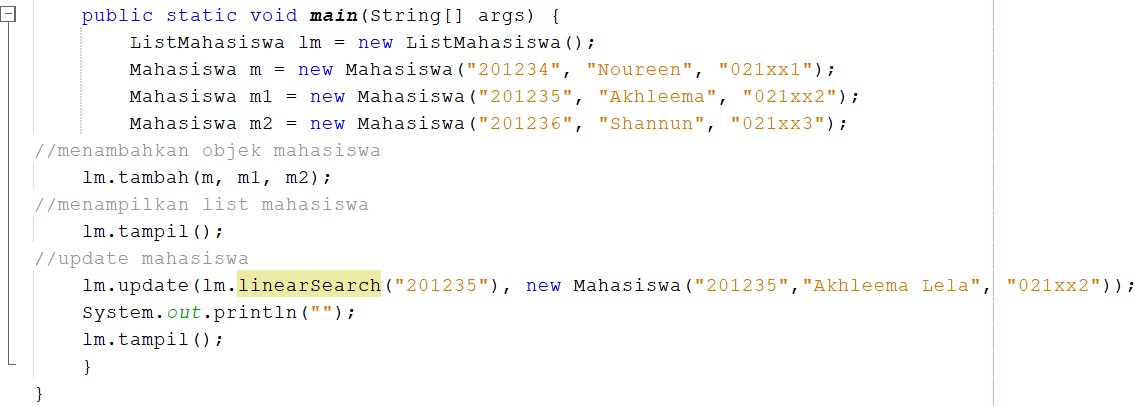 public static void main(String[] args) {
ListMahasiswa lm = new ListMahasiswa();
Mahasiswa m = new Mahasiswa("201234", "Noureen", "021xx1");
Mahasiswa m1 = new Mahasiswa("201235", "Akhleema", "021xx2");
Mahasiswa m2 = new Mahasiswa("201236", "Shannun", "021xx3");
//menambahkan objek mahasiswa
lm.tambah(m, m1, m2);
//menampilkan list mahasiswa
lm.tampil();
//update mahasiswa
lm.update(lm.linearSearch("201235"), new Mahasiswa("201235","Akhleema Lela", "021xx2"));
System.out.println("");
lm.tampil();
}
}